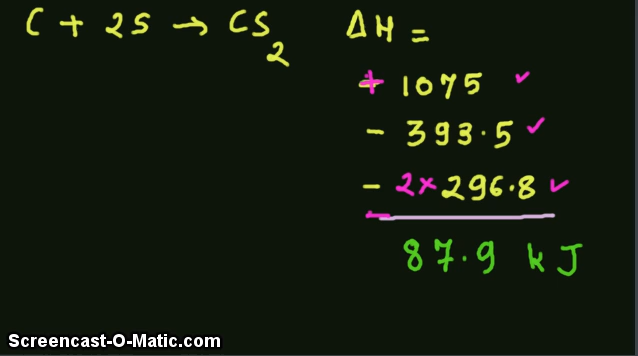 C + 2S → CS2 ΔH =
+ 1075 ✓
- 393.5 ✓
- 2 × 296.8 ✓
87.9 kJ
Screencast-O-Matic.com